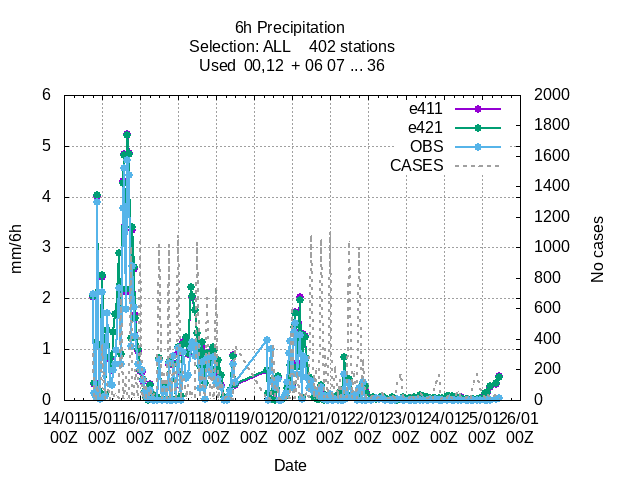 6h Precipitation
Selection: ALL 402 stations
Used 00,12 + 06 07 ... 36
6 2000
e411
1800
e421
5 OBS 1600
CASES
1400
4
1200
3 1000
800
2
600
400
1
200
0 0
mm/6h
No cases
14/01 15/01 16/01 17/01 18/01 19/01 20/01 21/01 22/01 23/01 24/01 25/01 26/01
00Z 00Z 00Z 00Z 00Z 00Z 00Z 00Z 00Z 00Z 00Z 00Z 00Z
Date